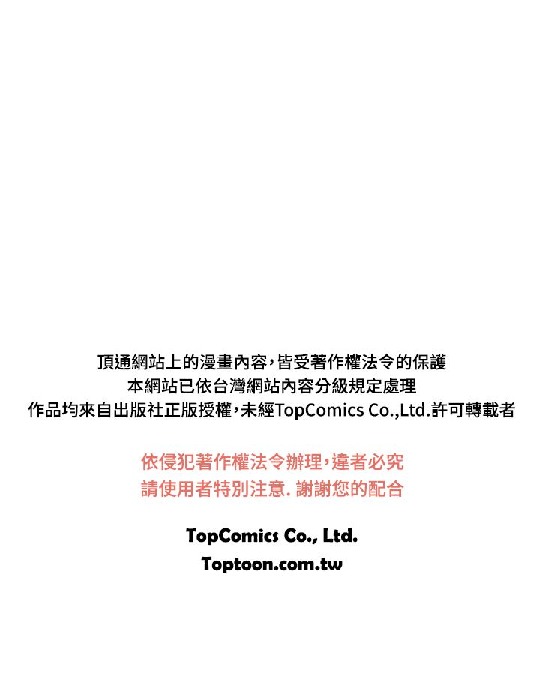 頂通網站上的漫畫內容,皆受著作權法令的保護
本網站已依台灣網站內容分級規定處理
作品均來自出版社正版授權,未經TopComics Co.,Ltd.許可轉載者
依侵犯著作權法令辦理,違者必究
請使用者特別注意. 謝謝您的配合
TopComics Co., Ltd.
Toptoon.com.tw